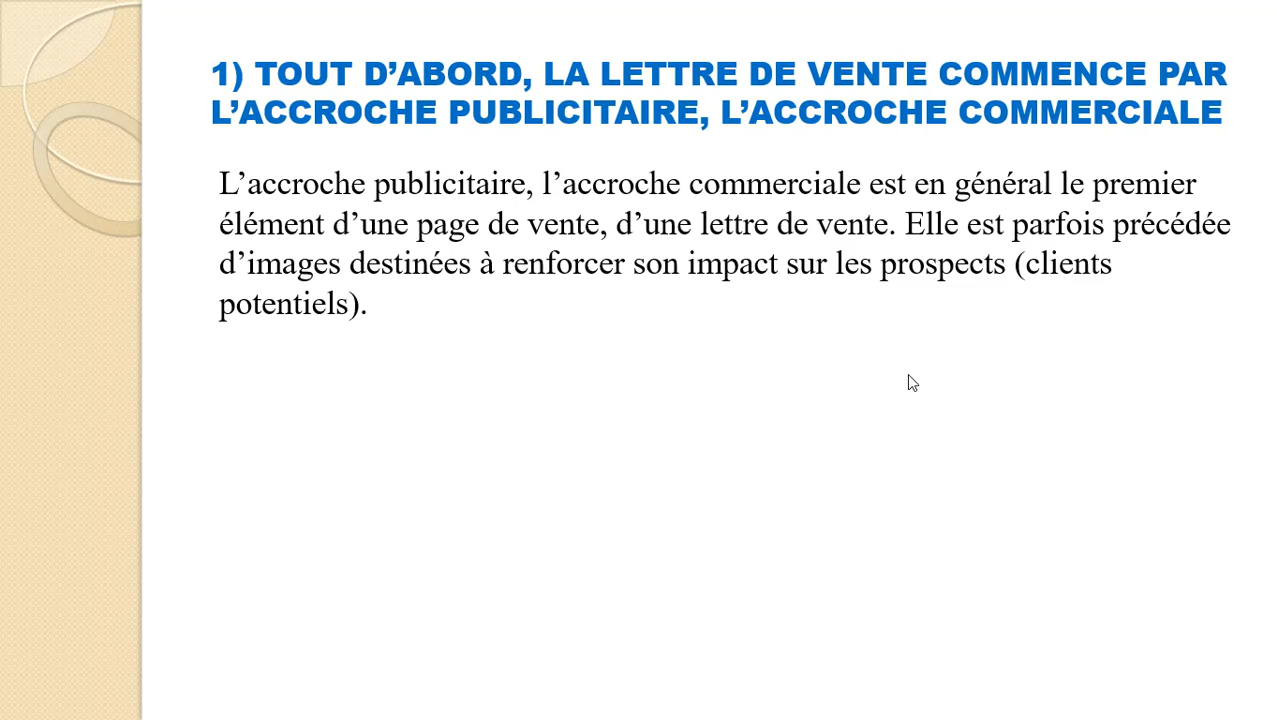 1) TOUT D’ABORD, LA LETTRE DE VENTE COMMENCE PAR
L’ACCROCHE PUBLICITAIRE, L’ACCROCHE COMMERCIALE
L’accroche publicitaire, l’accroche commerciale est en général le premier
élément d’une page de vente, d’une lettre de vente. Elle est parfois précédée
d’images destinées à renforcer son impact sur les prospects (clients
potentiels).